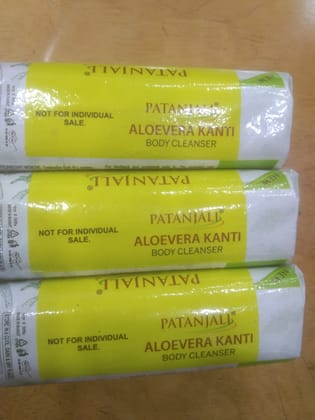 PATANJALI®
NOT FOR INDIVIDUAL
SALE.
PATANJALI®
ALOEVERA KANTI
BODY CLEANSER
PATANJALI®
NOT FOR INDIVIDUAL
SALE.
PATANJALI®
ALOEVERA KANTI
BODY CLEANSER
PATANJALI®
NOT FOR INDIVIDUAL
SALE.
PATANJALI®
ALOEVERA KANTI
BODY CLEANSER